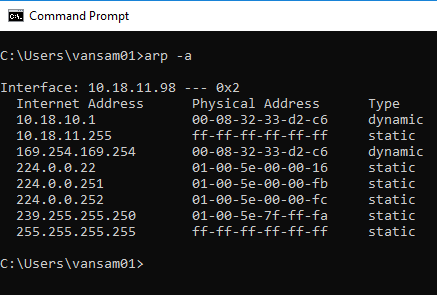 Command Prompt
C:\Users\vansam01>arp -a
Interface: 10.18.11.98 --- 0x2
Internet Address Physical Address Type
10.18.10.1 00-08-32-33-d2-c6 dynamic
10.18.11.255 ff-ff-ff-ff-ff-ff static
169.254.169.254 00-08-32-33-d2-c6 dynamic
224.0.0.22 01-00-5e-00-00-16 static
224.0.0.251 01-00-5e-00-00-fb static
224.0.0.252 01-00-5e-00-00-fc static
239.255.255.250 01-00-5e-7f-ff-fa static
255.255.255.255 ff-ff-ff-ff-ff-ff static
C:\Users\vansam01>